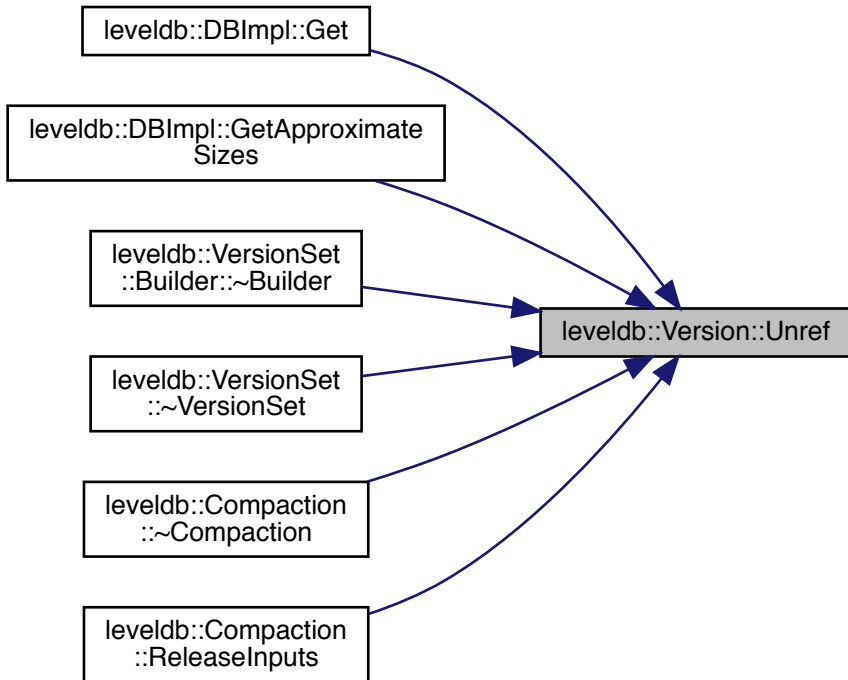 leveldb::DBImpl::Get
leveldb::DBImpl::GetApproximate
Sizes
leveldb::VersionSet
::Builder::~Builder
leveldb::Version::Unref
leveldb::VersionSet
::~VersionSet
leveldb::Compaction
::~Compaction
leveldb::Compaction
::ReleaseInputs